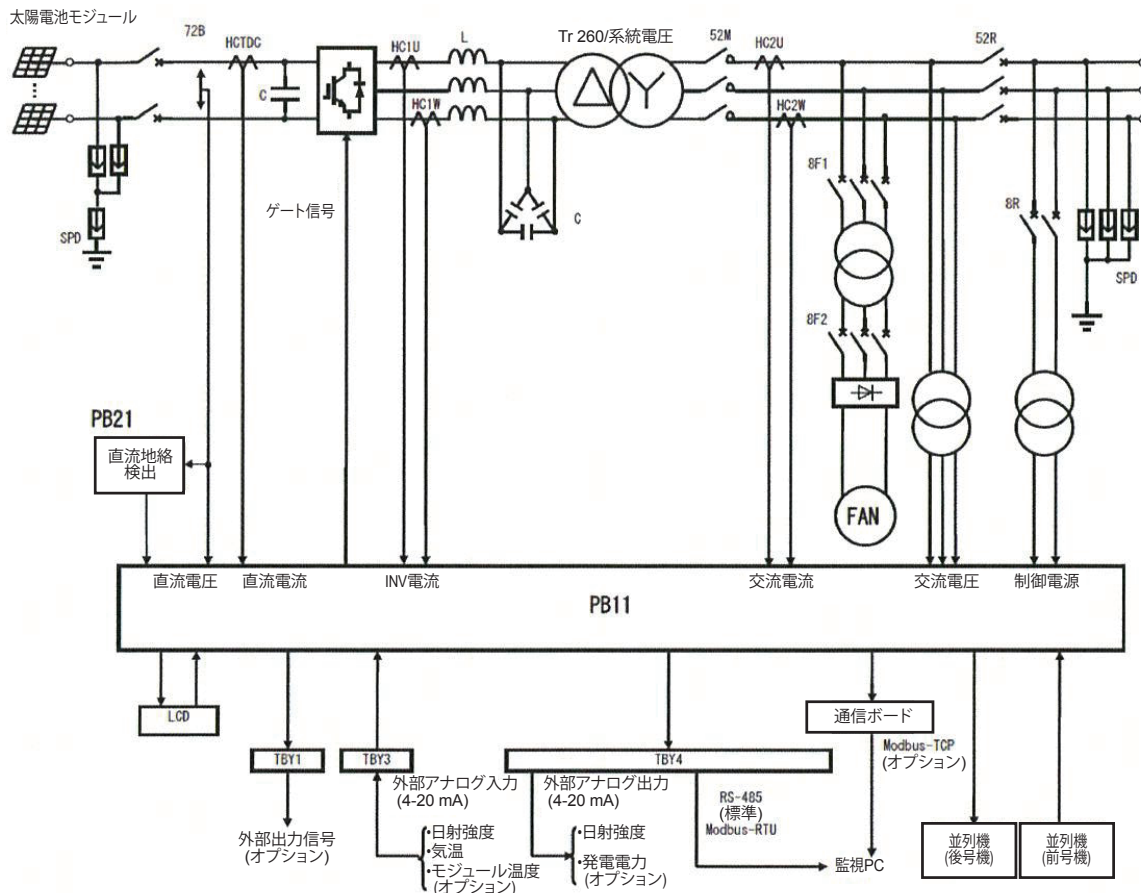 太陽電池モジュール
72B
HCTDC
HC1U
L
Tr 260/系統電圧
52M
HC2U
52R
C
HC1W
HC2W
8F1
8R
ゲート信号
C
SPD
SPD
8F2
PB21
直流地絡
検出
FAN
直流電圧
直流電流
INV電流
交流電流
交流電圧
制御電源
PB11
LCD
通信ボード
TBY1
TBY3
TBY4
Modbus-TCP
(オプション)
外部アナログ入力
(4-20 mA)
外部アナログ出力
(4-20 mA)
RS-485
(標準)
Modbus-RTU
外部出力信号
(オプション)
・日射強度
・気温
・モジュール温度
(オプション)
・日射強度
・発電電力
(オプション)
監視PC
並列機
(後号機)
並列機
(前号機)